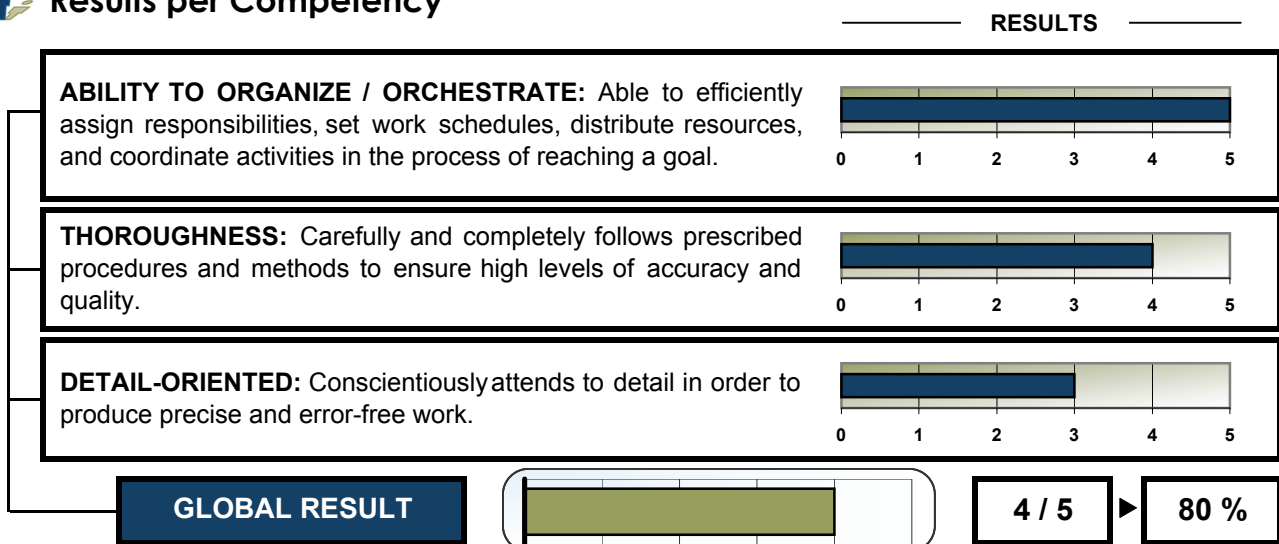 Results per Competency
RESULTS
ABILITY TO ORGANIZE / ORCHESTRATE: Able to efficiently
assign responsibilities, set work schedules, distribute resources,
and coordinate activities in the process of reaching a goal.
0 1 2 3 4 5
THOROUGHNESS: Carefully and completely follows prescribed
procedures and methods to ensure high levels of accuracy and
quality.
0 1 2 3 4 5
DETAIL-ORIENTED: Conscientiously attends to detail in order to
produce precise and error-free work.
0 1 2 3 4 5
GLOBAL RESULT
4 / 5
80 %